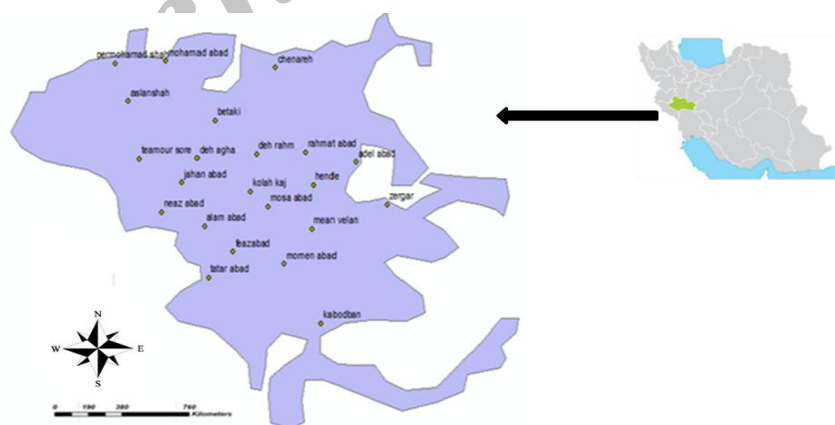 permohamad shah mohamad abad
chenareh
aslanshah
betaki
teamour sore deh agha deh rahm rahmat abad
adel abad
jahan abad kolah kaj hendle
neaz abad mosa abad zergar
alam abad mean velan
feazabad
momen abad
tatar abad
kabodban
N
W E
S
0 190 380 760
Kilometers